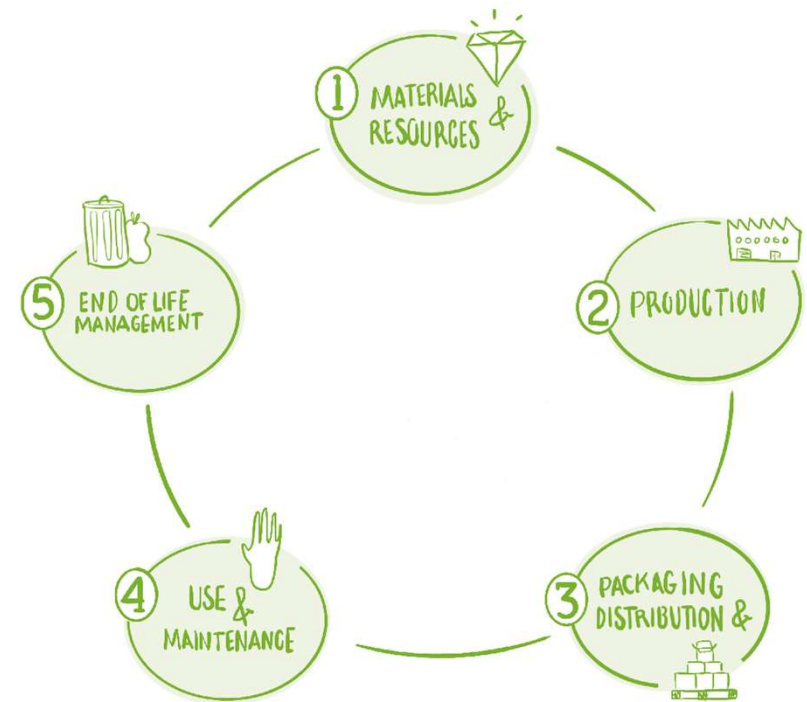 1
MATERIALS &
RESOURCES
2 PRODUCTION
3 PACKAGING
DISTRIBUTION &
4 USE &
MAINTENANCE
5 END OF LIFE
MANAGEMENT